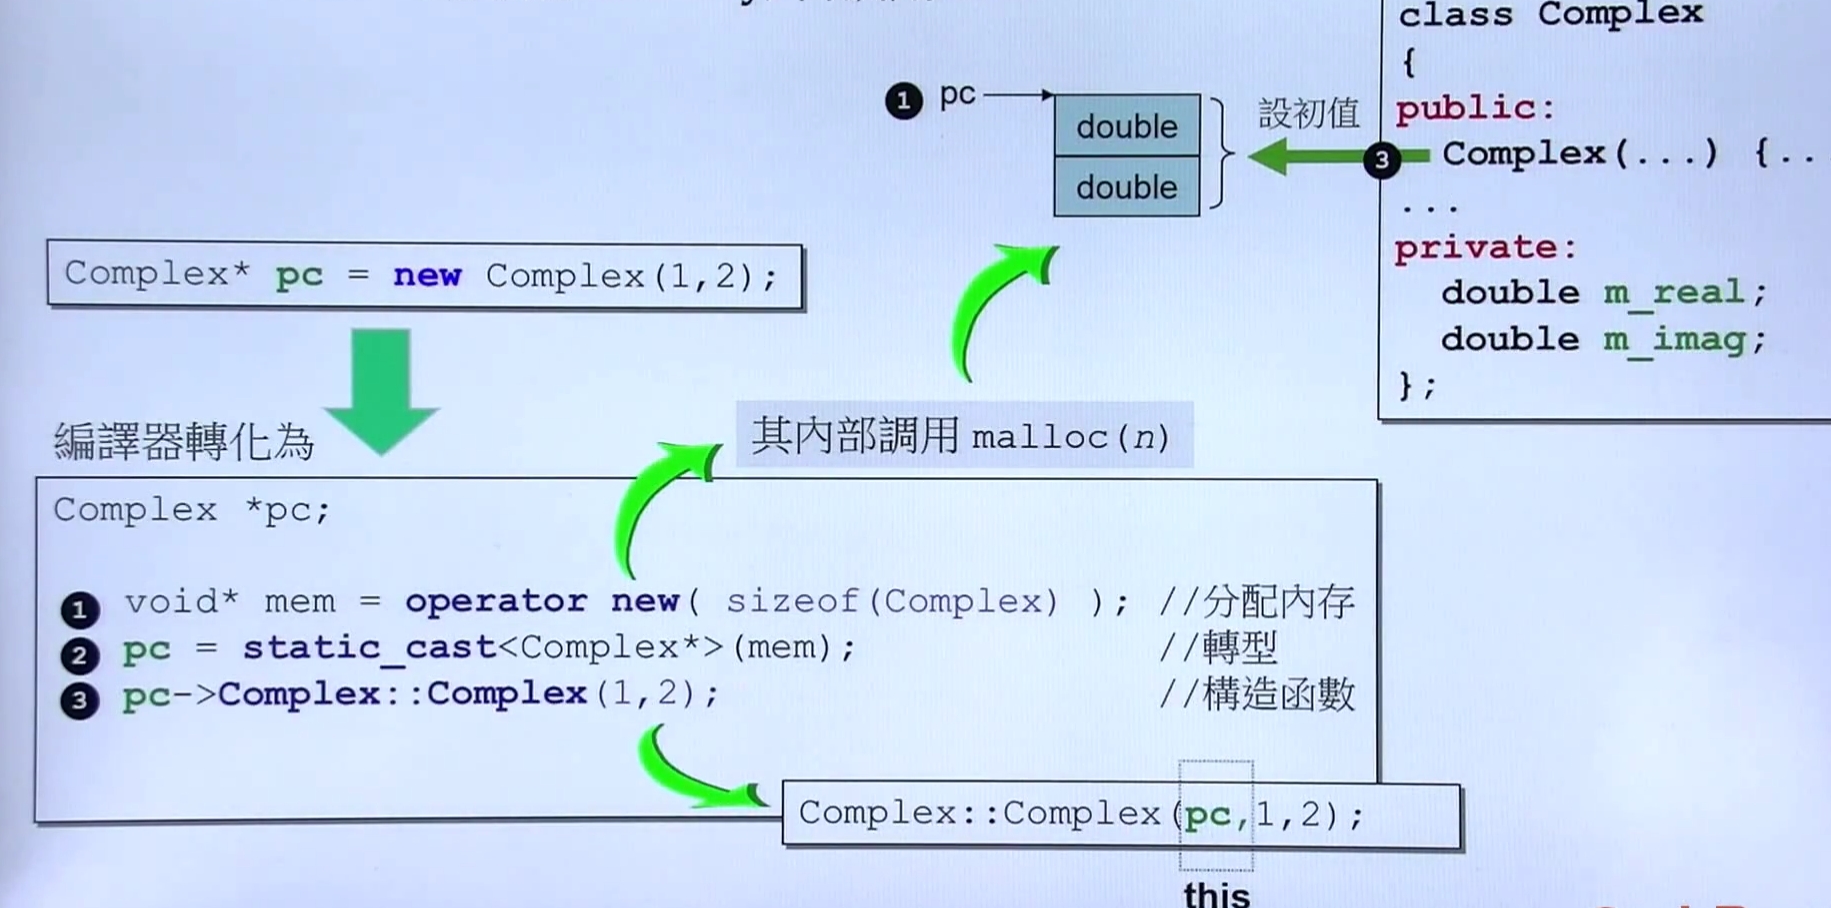 class Complex
{
public:
Complex(...) {..
...
private:
double m_real;
double m_imag;
};
1 pc
double
double
設初值
3
Complex* pc = new Complex(1,2);
編譯器轉化為
其內部調用 malloc(n)
Complex *pc;
1 void* mem = operator new( sizeof(Complex) ); //分配內存
2 pc = static_cast<Complex*>(mem); //轉型
3 pc->Complex::Complex(1,2); //構造函數
Complex::Complex(pc,1,2);
this